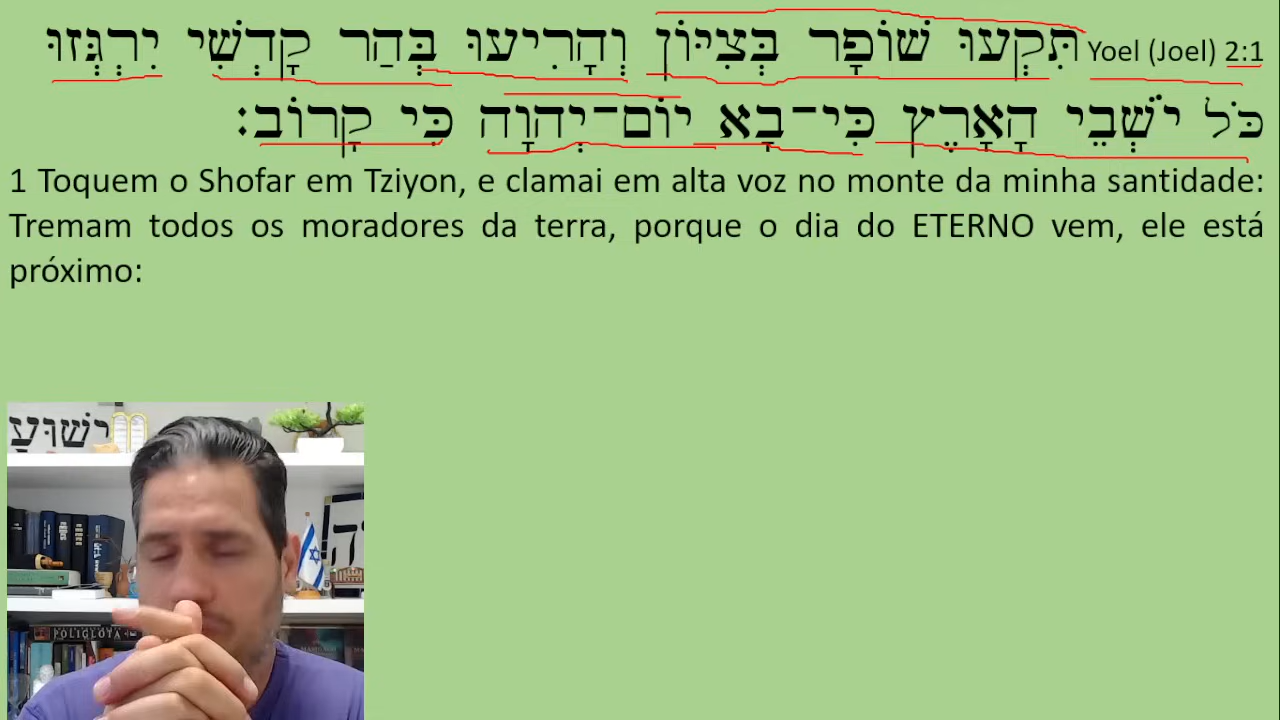 תִּקְעוּ שׁוֹפָר בְּצִיּוֹן וְהָרִיעוּ בְּהַר קָדְשִׁי יִרְגְּזוּ Yoel (Joel) 2:1
כֹּל יֹשְׁבֵי הָאָרֶץ כִּי־בָא יוֹם־יְהוָה כִּי קָרוֹב׃
1 Toquem o Shofar em Tziyon, e clamai em alta voz no monte da minha santidade:
Tremam todos os moradores da terra, porque o dia do ETERNO vem, ele está
próximo:
ישוע
POLIGLOTA